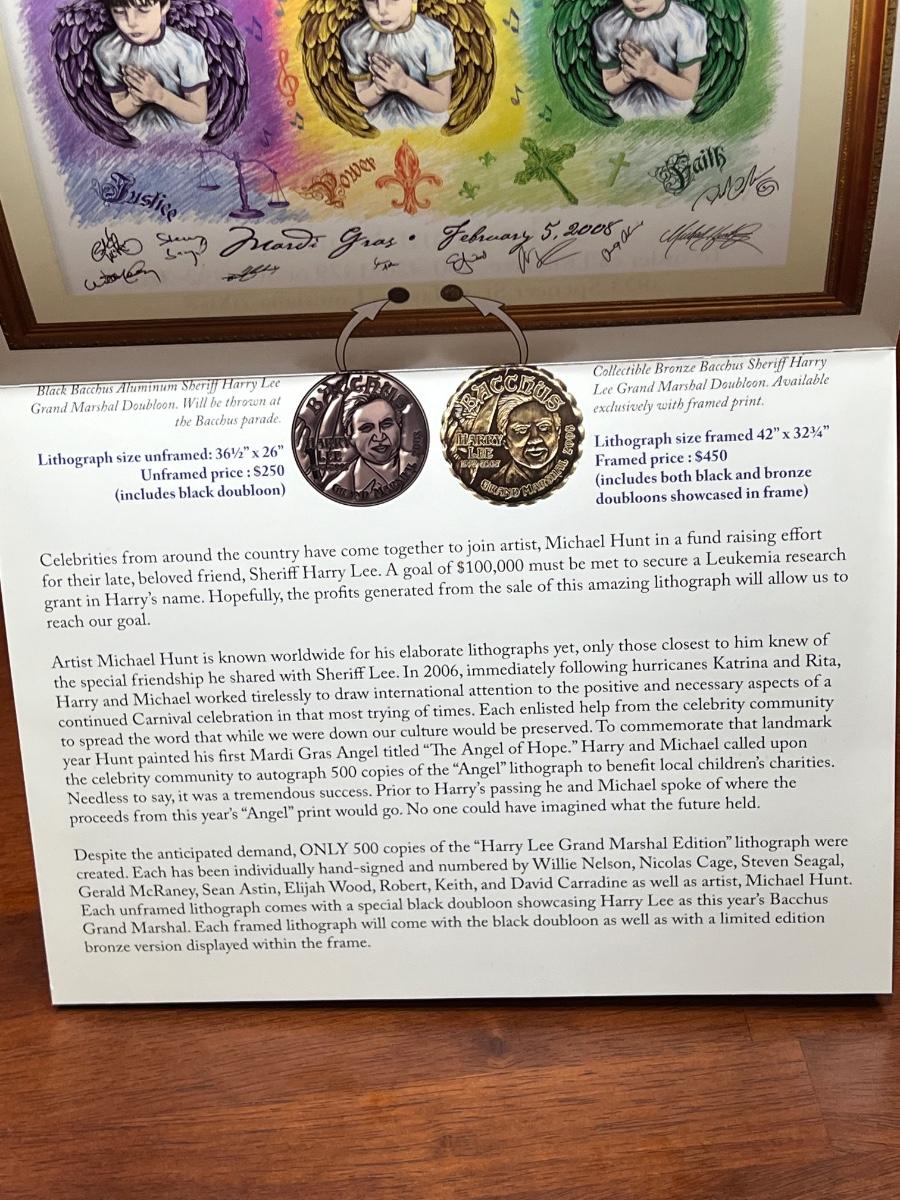 Justice
Power
Faith
Mardi Gras • February 5, 2008
Black Bacchus Aluminum Sheriff Harry Lee
Grand Marshal Doubloon. Will be thrown at
the Bacchus parade.
Lithograph size unframed: 36½" x 26"
Unframed price : $250
(includes black doubloon)
BACCHUS
HARRY
LEE
GRAND MARSHAL 2008
BACCHUS
HARRY
LEE
GRAND MARSHAL 2008
Collectible Bronze Bacchus Sheriff Harry
Lee Grand Marshal Doubloon. Available
exclusively with framed print.
Lithograph size framed 42" x 32¾"
Framed price : $450
(includes both black and bronze
doubloons showcased in frame)
Celebrities from around the country have come together to join artist, Michael Hunt in a fund raising effort
for their late, beloved friend, Sheriff Harry Lee. A goal of $100,000 must be met to secure a Leukemia research
grant in Harry's name. Hopefully, the profits generated from the sale of this amazing lithograph will allow us to
reach our goal.
Artist Michael Hunt is known worldwide for his elaborate lithographs yet, only those closest to him knew of
the special friendship he shared with Sheriff Lee. In 2006, immediately following hurricanes Katrina and Rita,
Harry and Michael worked tirelessly to draw international attention to the positive and necessary aspects of a
continued Carnival celebration in that most trying of times. Each enlisted help from the celebrity community
to spread the word that while we were down our culture would be preserved. To commemorate that landmark
year Hunt painted his first Mardi Gras Angel titled "The Angel of Hope." Harry and Michael called upon
the celebrity community to autograph 500 copies of the "Angel" lithograph to benefit local children's charities.
Needless to say, it was a tremendous success. Prior to Harry's passing he and Michael spoke of where the
proceeds from this year's "Angel" print would go. No one could have imagined what the future held.
Despite the anticipated demand, ONLY 500 copies of the "Harry Lee Grand Marshal Edition" lithograph were
created. Each has been individually hand-signed and numbered by Willie Nelson, Nicolas Cage, Steven Seagal,
Gerald McRaney, Sean Astin, Elijah Wood, Robert, Keith, and David Carradine as well as artist, Michael Hunt.
Each unframed lithograph comes with a special black doubloon showcasing Harry Lee as this year's Bacchus
Grand Marshal. Each framed lithograph will come with the black doubloon as well as with a limited edition
bronze version displayed within the frame.